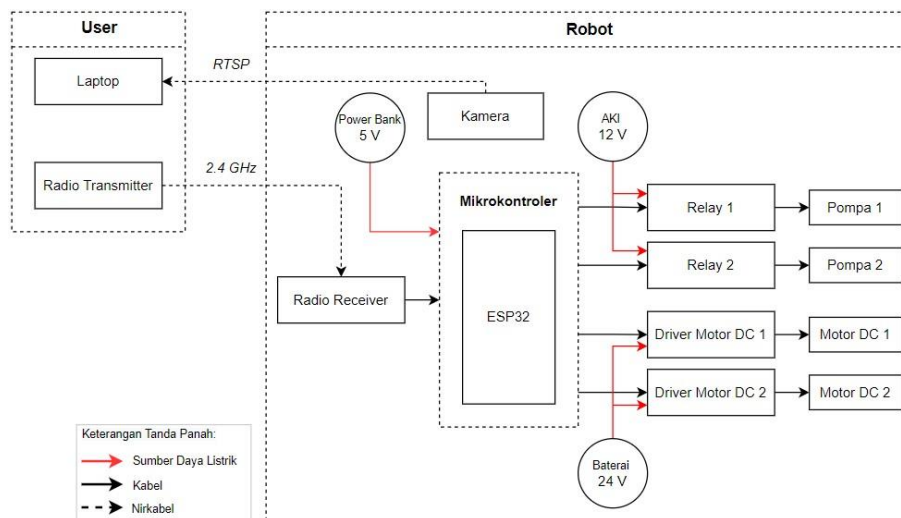 User
Robot
Laptop
RTSP
Kamera
Power Bank
5 V
AKI
12 V
Radio Transmitter
2.4 GHz
Mikrokontroler
ESP32
Radio Receiver
Relay 1
Pompa 1
Relay 2
Pompa 2
Driver Motor DC 1
Motor DC 1
Driver Motor DC 2
Motor DC 2
Baterai
24 V
Keterangan Tanda Panah:
Sumber Daya Listrik
Kabel
Nirkabel